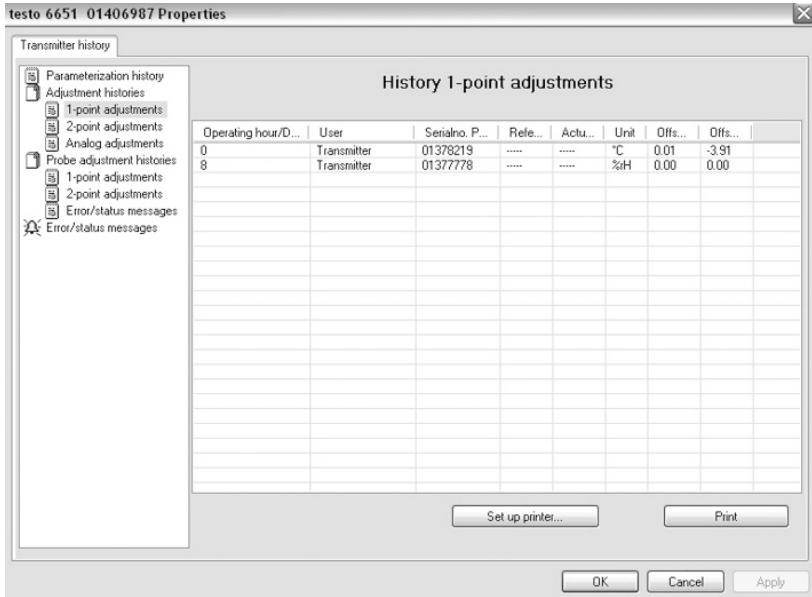 testo 6651 01406987 Properties
Transmitter history
Parameterization history
Adjustment histories
1-point adjustments
2-point adjustments
Analog adjustments
Probe adjustment histories
1-point adjustments
2-point adjustments
Error/status messages
Error/status messages
History 1-point adjustments
Operating hour/D... User Serialno. P... Refe... Actu... Unit Offs... Offs...
0 Transmitter 01378219 ----- ----- °C 0.01 -3.91
8 Transmitter 01377778 ----- ----- %rH 0.00 0.00
Set up printer... Print
OK Cancel Apply